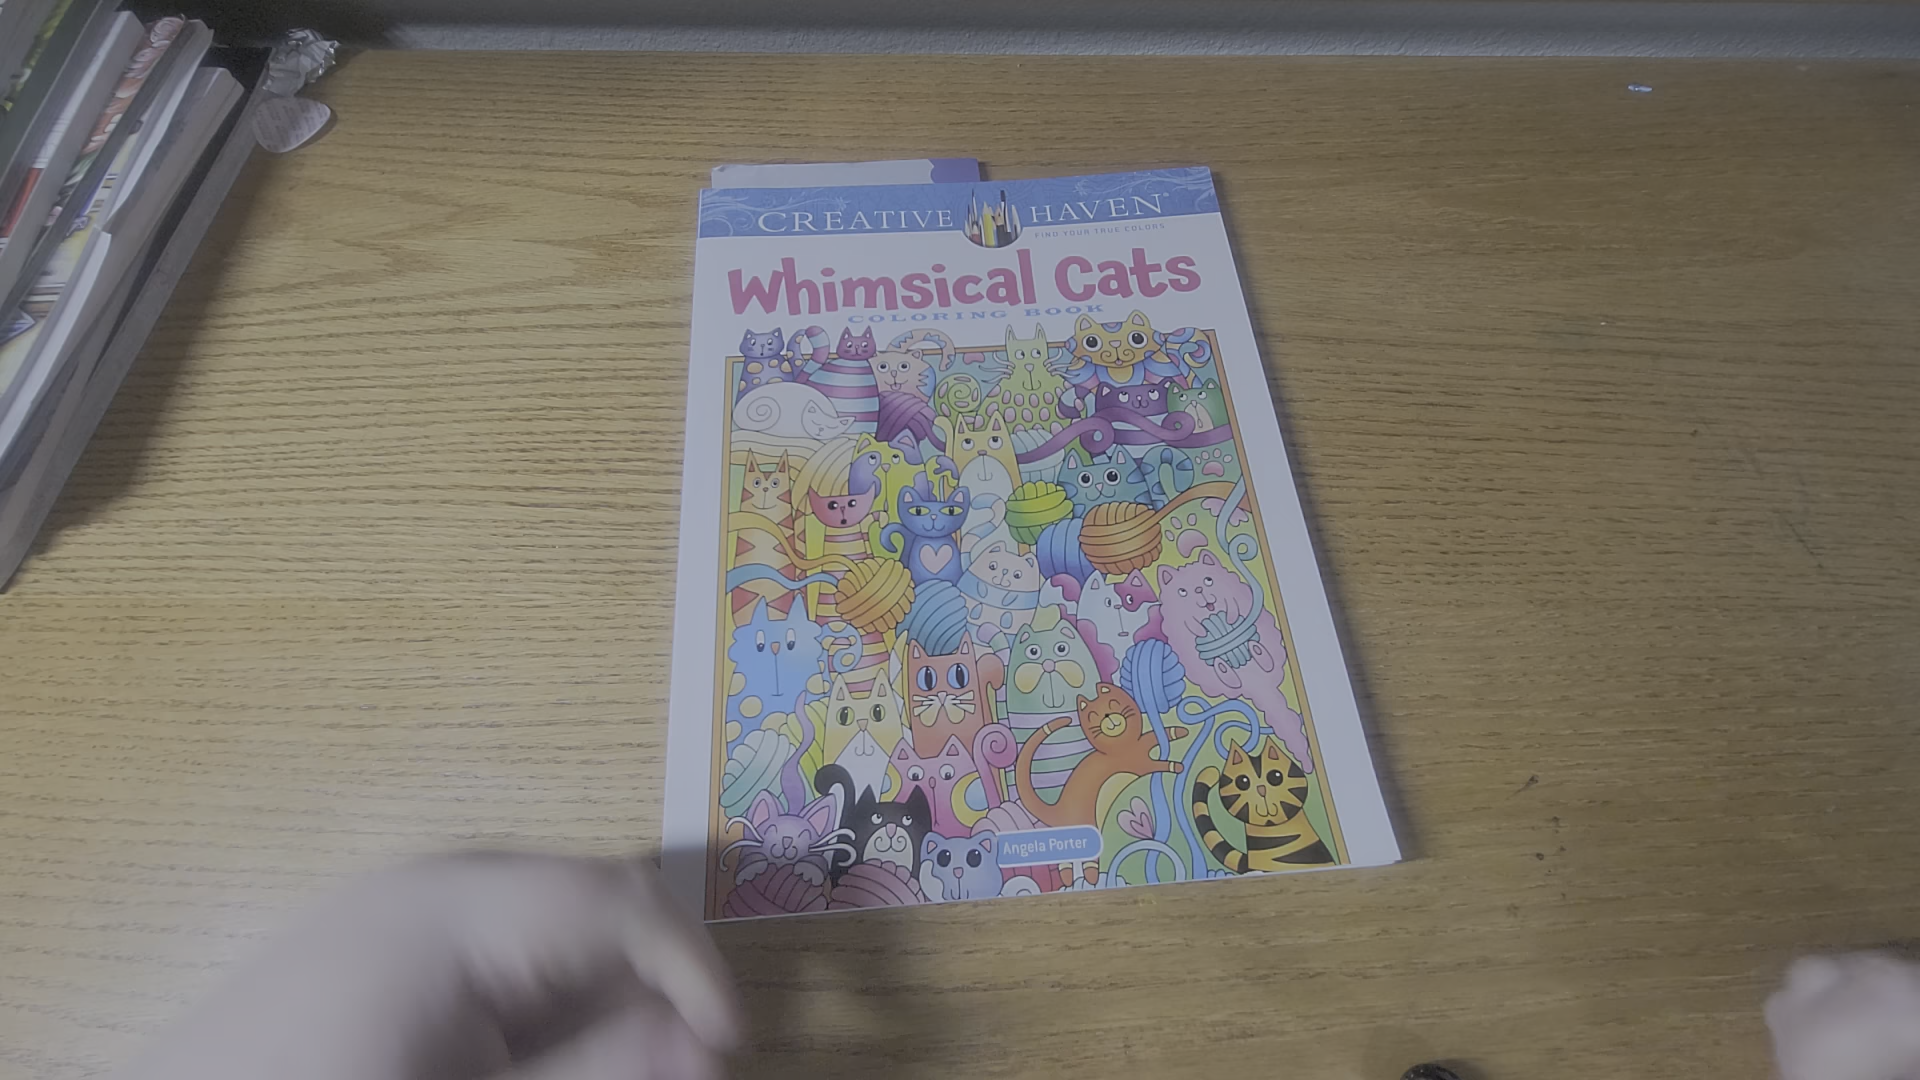 CREATIVE HAVEN®
FIND YOUR TRUE COLORS
Whimsical Cats
COLORING BOOK
Angela Porter